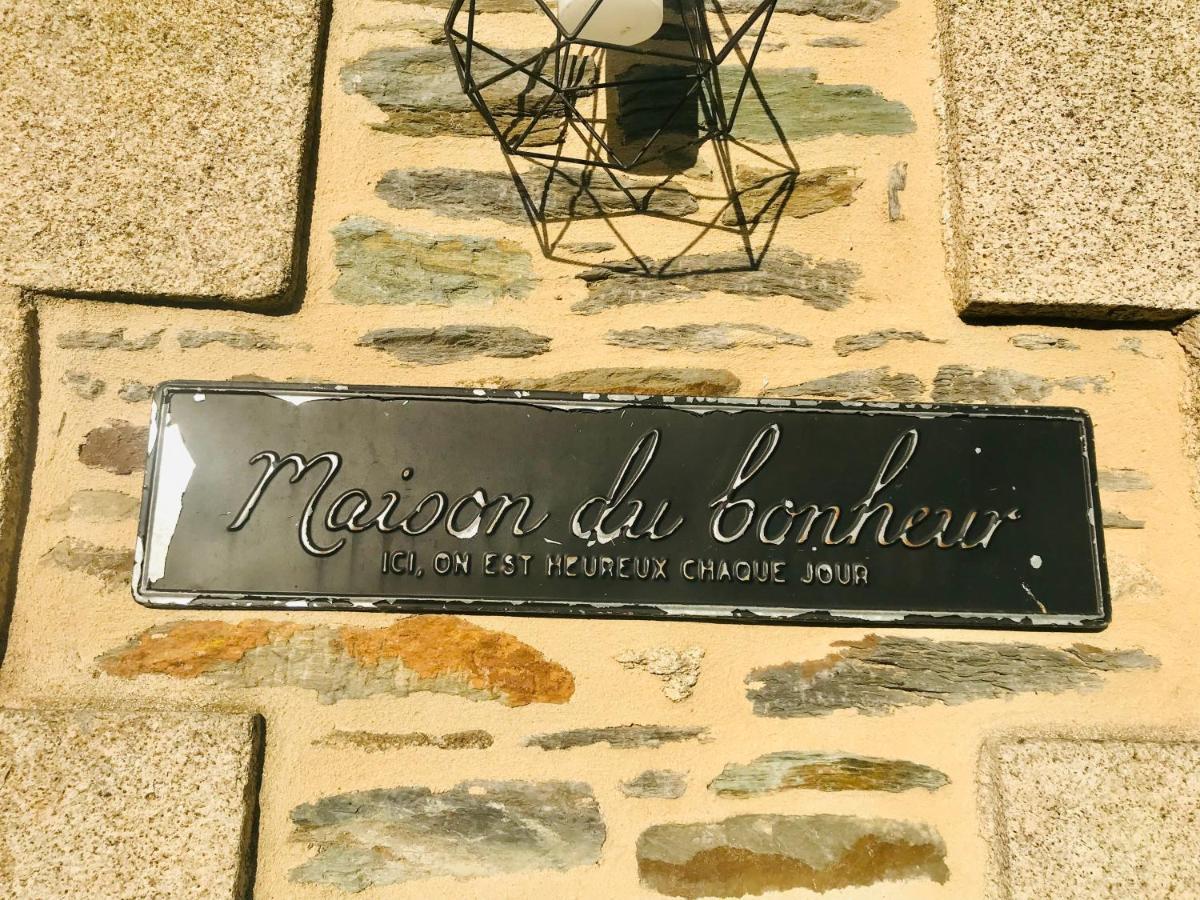 Maison du bonheur
ICI, ON EST HEUREUX CHAQUE JOUR